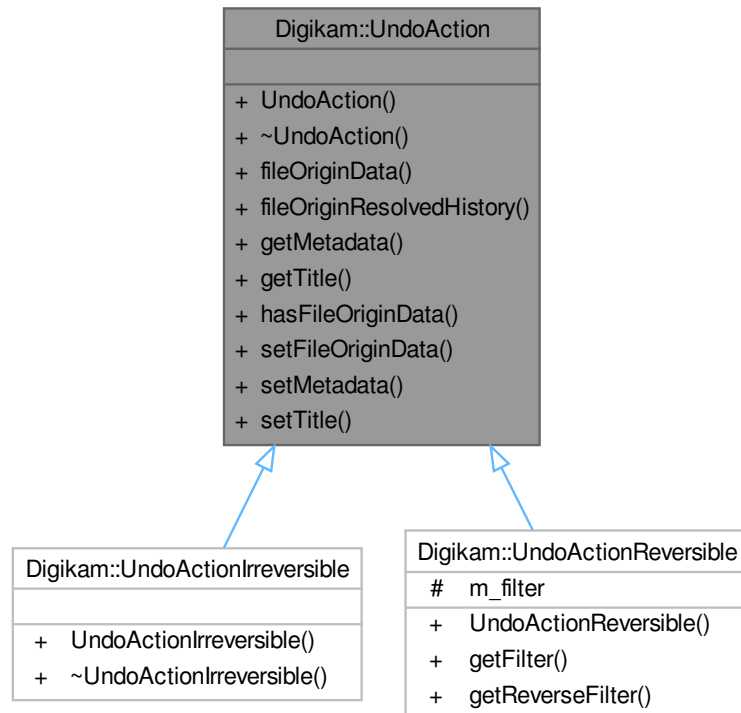 Digikam::UndoAction
+ UndoAction()
+ ~UndoAction()
+ fileOriginData()
+ fileOriginResolvedHistory()
+ getMetadata()
+ getTitle()
+ hasFileOriginData()
+ setFileOriginData()
+ setMetadata()
+ setTitle()
Digikam::UndoActionIrreversible
+ UndoActionIrreversible()
+ ~UndoActionIrreversible()
Digikam::UndoActionReversible
# m_filter
+ UndoActionReversible()
+ getFilter()
+ getReverseFilter()